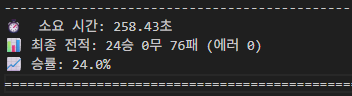 --------------------------------------------------
⏰ 소요 시간: 258.43초
📊 최종 전적: 24승 0무 76패 (에러 0)
📈 승률: 24.0%
==================================================